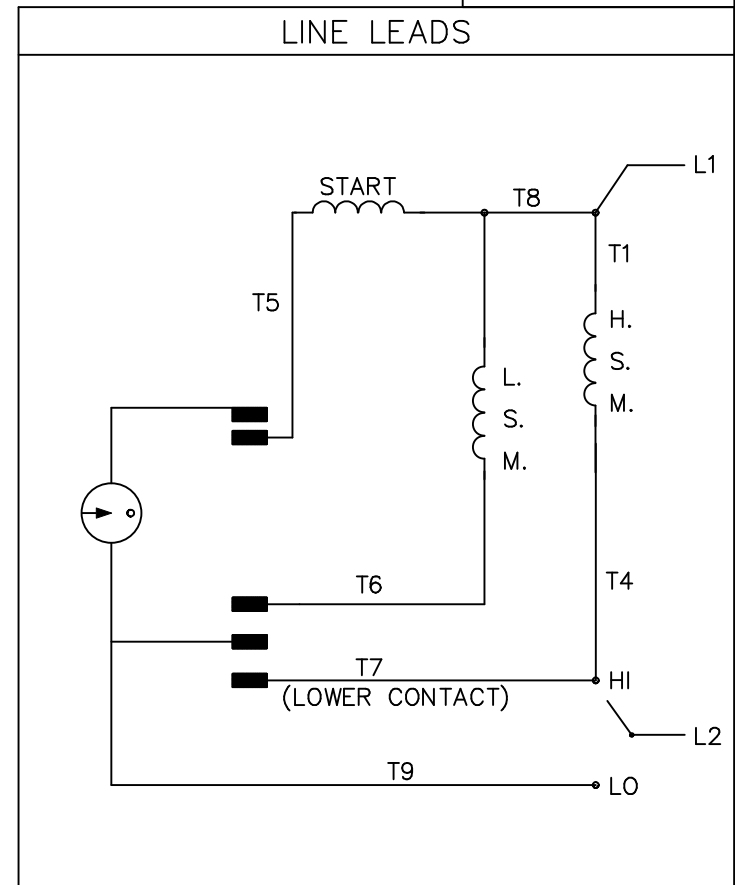 LINE LEADS
L1
START
T8
T1
T5
H.
S.
M.
L.
S.
M.
T6
T4
T7
(LOWER CONTACT)
HI
L2
T9
LO